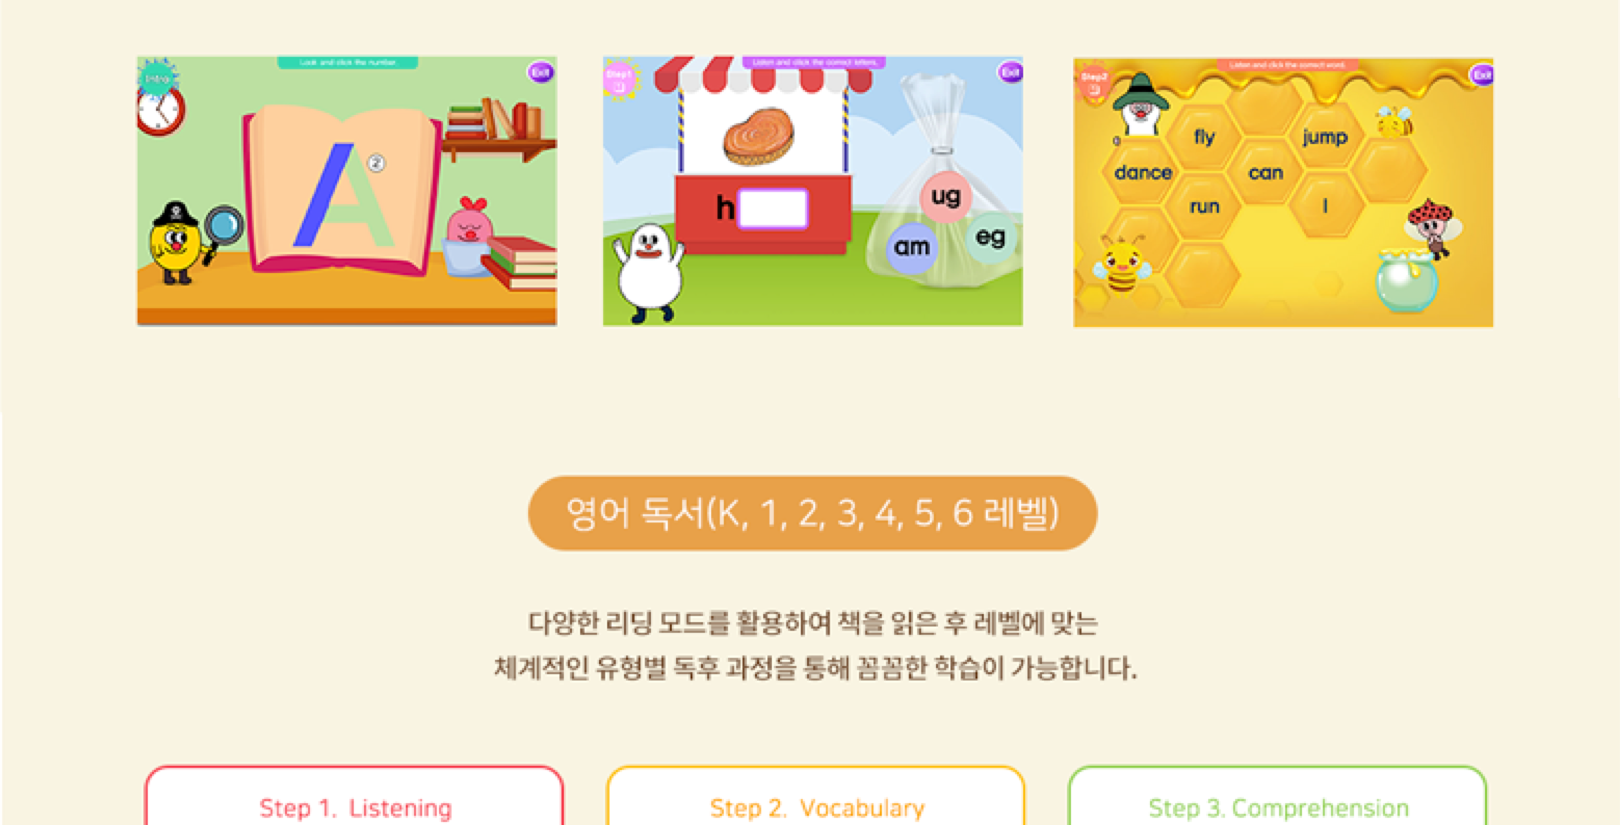 Intro
Look and click the number.
Exit
A
2
Step1
Listen and click the correct letters.
Exit
h
ug
am
eg
Step2
Listen and click the correct word.
Exit
fly
jump
dance
can
run
I
영어 독서(K, 1, 2, 3, 4, 5, 6 레벨)
다양한 리딩 모드를 활용하여 책을 읽은 후 레벨에 맞는
체계적인 유형별 독후 과정을 통해 꼼꼼한 학습이 가능합니다.
Step 1. Listening
Step 2. Vocabulary
Step 3. Comprehension